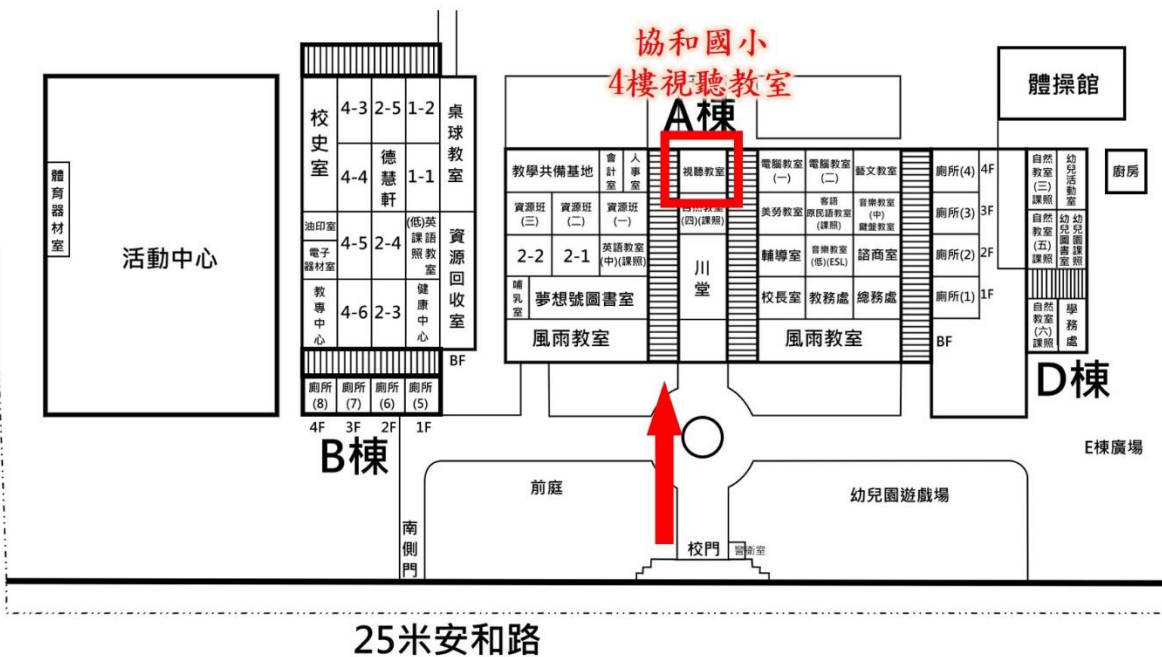 協和國小
4樓視聽教室
A棟
體操館
廚房
體育器材室
活動中心
校史室
4-3
2-5
1-2
桌球教室
4-4
德慧軒
1-1
油印室
電子
器材室
4-5
2-4
(低)
課照
英語教室
資源回收室
教專中心
4-6
2-3
健康中心
BF
廁所
(8)
廁所
(7)
廁所
(6)
廁所
(5)
4F
3F
2F
1F
B棟
教學共備基地
會計室
人事室
視聽教室
電腦教室
(一)
電腦教室
(二)
藝文教室
廁所(4)
4F
資源班
(三)
資源班
(二)
資源班
(一)
自然教室
(四)(課照)
美勞教室
客語
原民語教室
(課照)
音樂教室
(中)
鍵盤教室
廁所(3)
3F
2-2
2-1
英語教室
(中)(課照)
川堂
輔導室
音樂教室
(低)(ESL)
諮商室
廁所(2)
2F
哺乳室
夢想號圖書室
校長室
教務處
總務處
廁所(1)
1F
風雨教室
風雨教室
BF
自然
教室
(三)
課照
幼兒活動室
自然
教室
(五)
課照
幼兒圖書室
幼兒園課照
自然
教室
(六)
課照
學務處
D棟
E棟廣場
前庭
幼兒園遊戲場
南側門
校門
警衛室
25米安和路